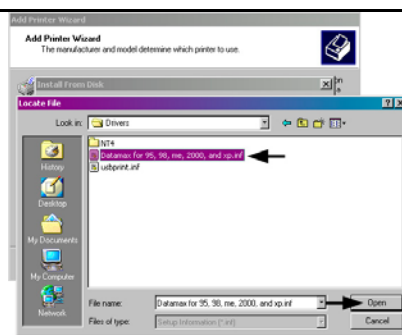 Add Printer Wizard
Add Printer Wizard
The manufacturer and model determine which printer to use.
Install From Disk
Locate File
Look in: Drivers
NT4
Datamax for 95, 98, me, 2000, and xp.inf
usbprint.inf
History
Desktop
My Documents
My Computer
Network
File name: Datamax for 95, 98, me, 2000, and xp.inf Open
Files of type: Setup Information (*.inf) Cancel